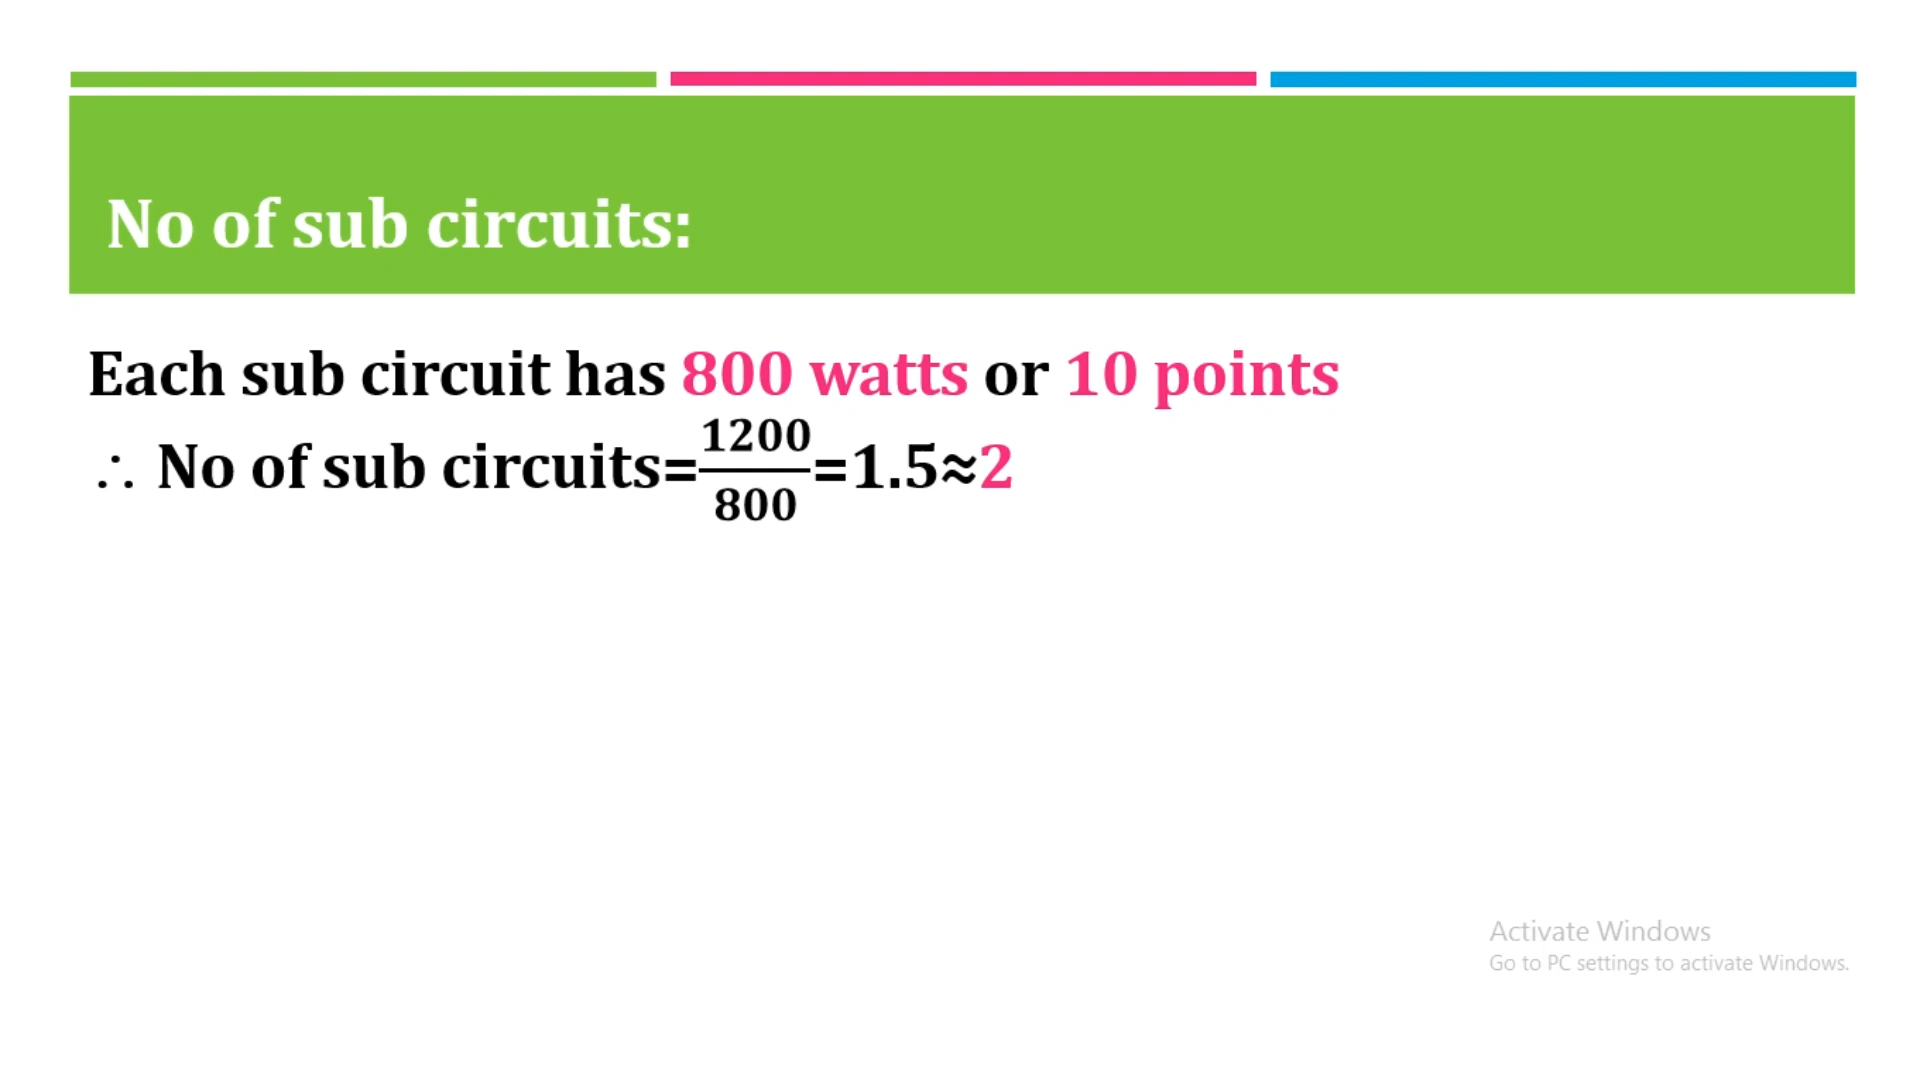 No of sub circuits:
Each sub circuit has 800 watts or 10 points
∴ No of sub circuits=1200/800=1.5≈2
Activate Windows
Go to PC settings to activate Windows.